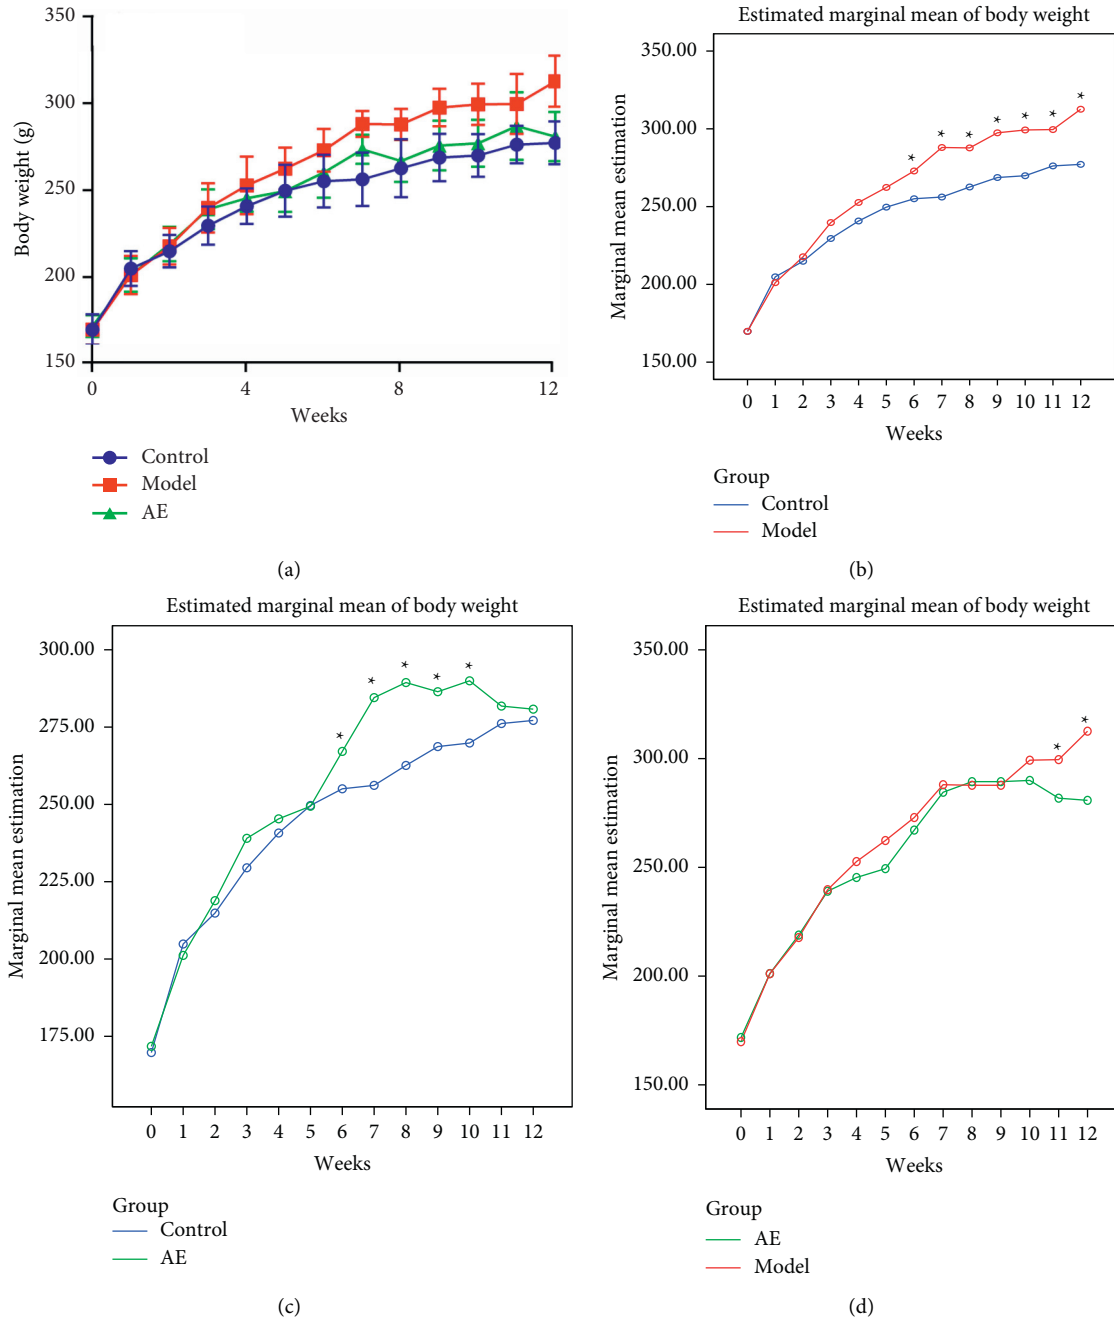 350
300
250
200
150
Body weight (g)
0 4 8 12
Weeks
Control
Model
AE
(a)
Estimated marginal mean of body weight
350.00
300.00
250.00
200.00
150.00
Marginal mean estimation
* * * * * * *
0 1 2 3 4 5 6 7 8 9 10 11 12
Weeks
Group
Control
Model
(b)
Estimated marginal mean of body weight
300.00
275.00
250.00
225.00
200.00
175.00
Marginal mean estimation
* * * * *
0 1 2 3 4 5 6 7 8 9 10 11 12
Weeks
Group
Control
AE
(c)
Estimated marginal mean of body weight
350.00
300.00
250.00
200.00
150.00
Marginal mean estimation
* *
0 1 2 3 4 5 6 7 8 9 10 11 12
Weeks
Group
AE
Model
(d)